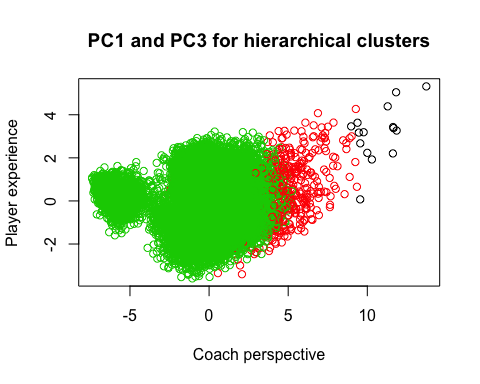 PC1 and PC3 for hierarchical clusters
Player experience
4
2
0
-2
-5
0
5
10
Coach perspective